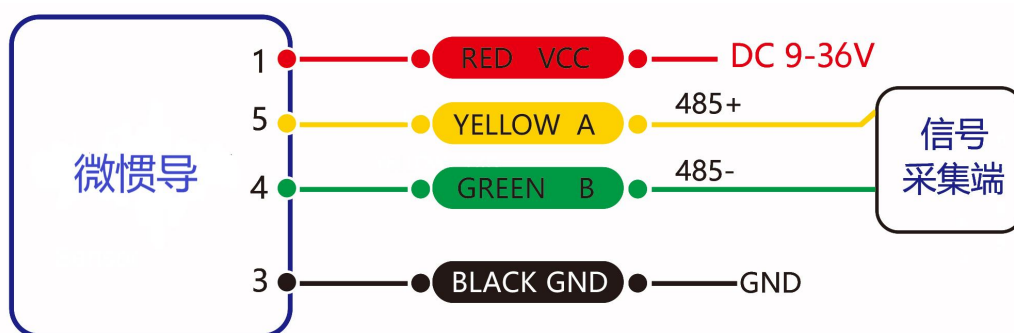 微惯导
1 RED VCC DC 9-36V
5 YELLOW A 485+
4 GREEN B 485-
3 BLACK GND GND
信号
采集端